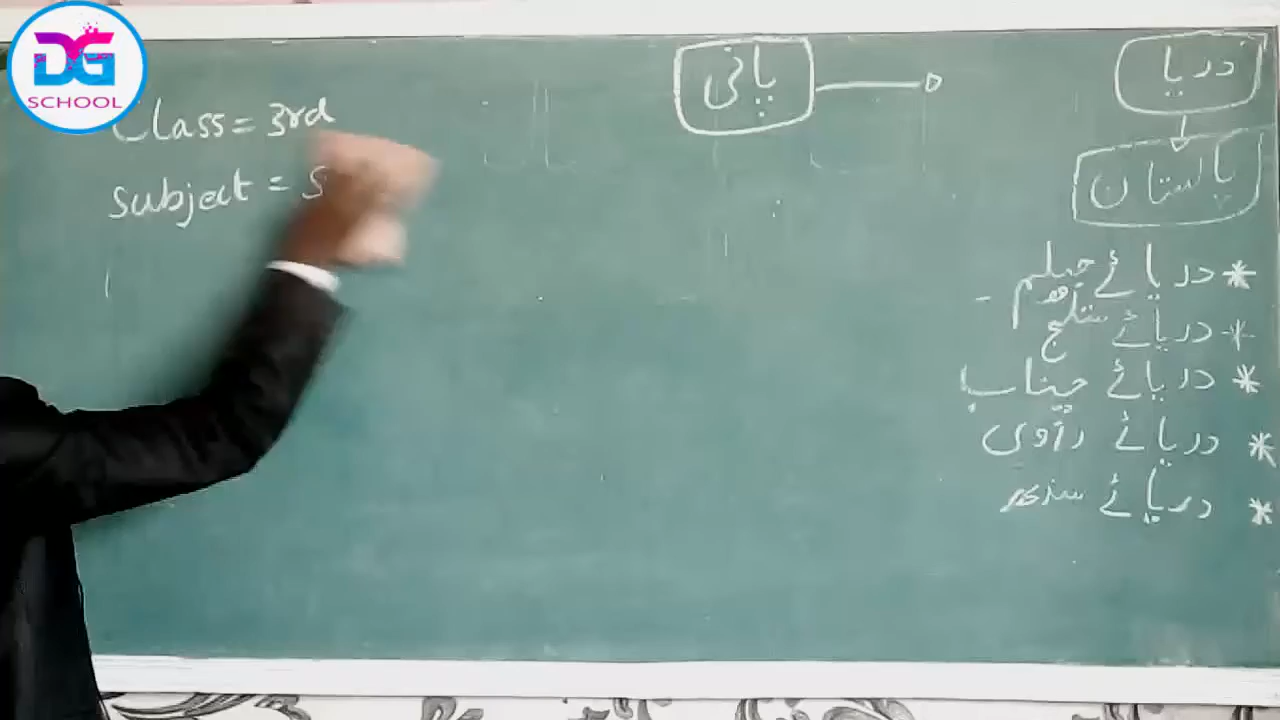 DG
SCHOOL
Class = 3rd
Subject = S
پانی
دریا
پاکستان
* دریائے جہلم
* دریائے ستلج
* دریائے چناب
* دریائے راوی
* دریائے سندھ